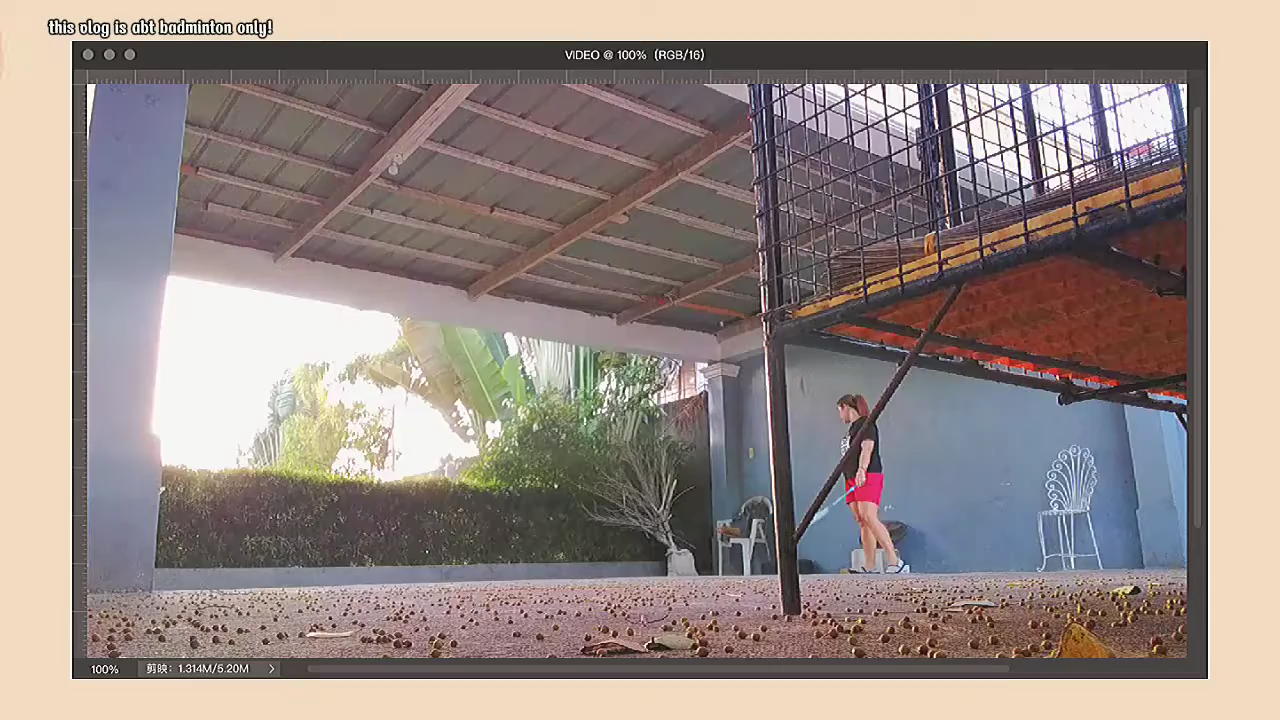 this vlog is abt badminton only!
VIDEO @ 100% (RGB/16)
100% 剪映: 1.314M/5.20M